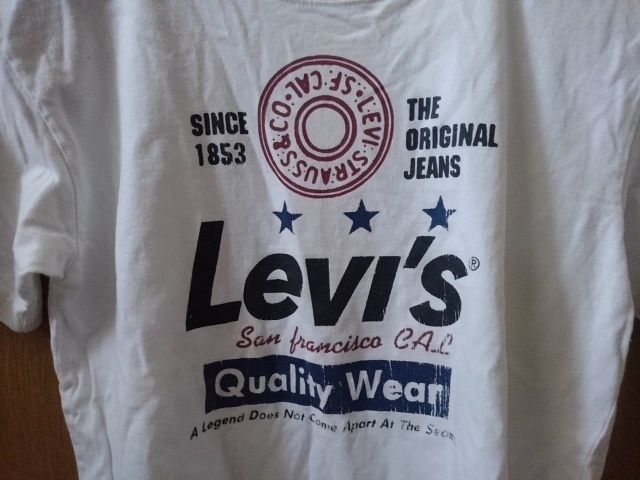 LEVI STRAUSS & CO. S.F. CAL.
SINCE
1853
THE
ORIGINAL
JEANS
Levi's®
San francisco CA.L
Quality Wear
A Legend Does Not Come Apart At The